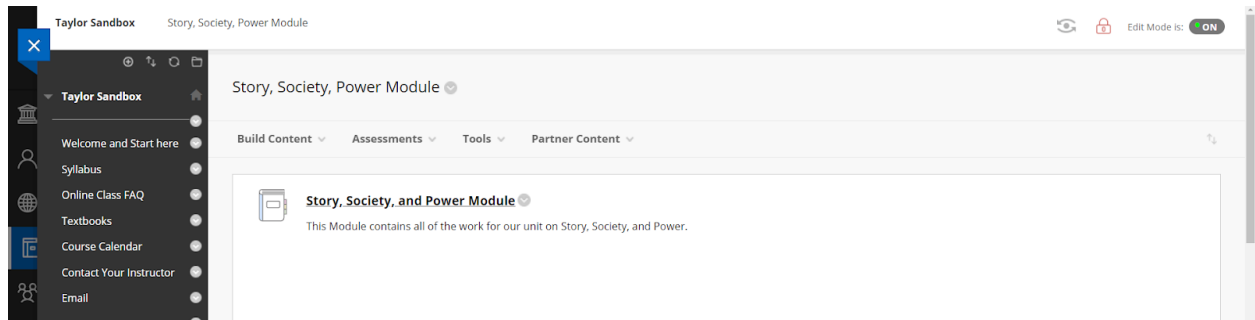 Taylor Sandbox Story, Society, Power Module
Edit Mode is: ON
Taylor Sandbox
Welcome and Start here
Syllabus
Online Class FAQ
Textbooks
Course Calendar
Contact Your Instructor
Email
Story, Society, Power Module
Build Content Assessments Tools Partner Content
Story, Society, and Power Module
This Module contains all of the work for our unit on Story, Society, and Power.